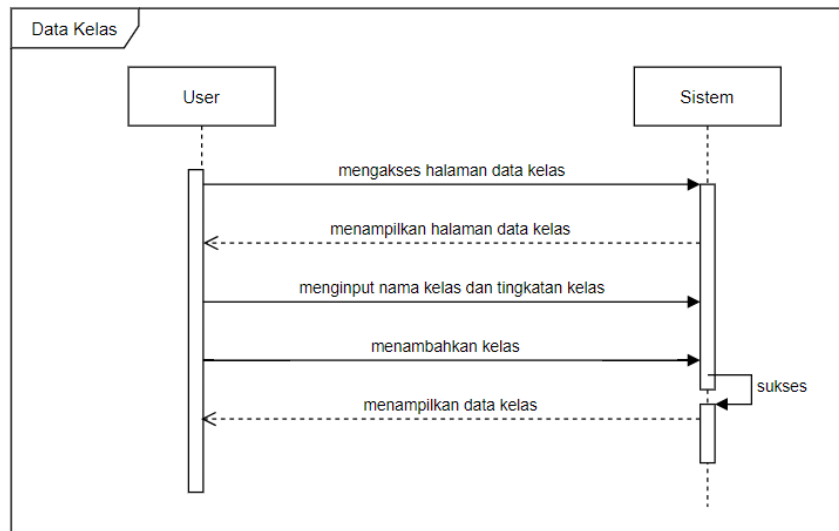 Data Kelas
User
Sistem
mengakses halaman data kelas
menampilkan halaman data kelas
menginput nama kelas dan tingkatan kelas
menambahkan kelas
sukses
menampilkan data kelas